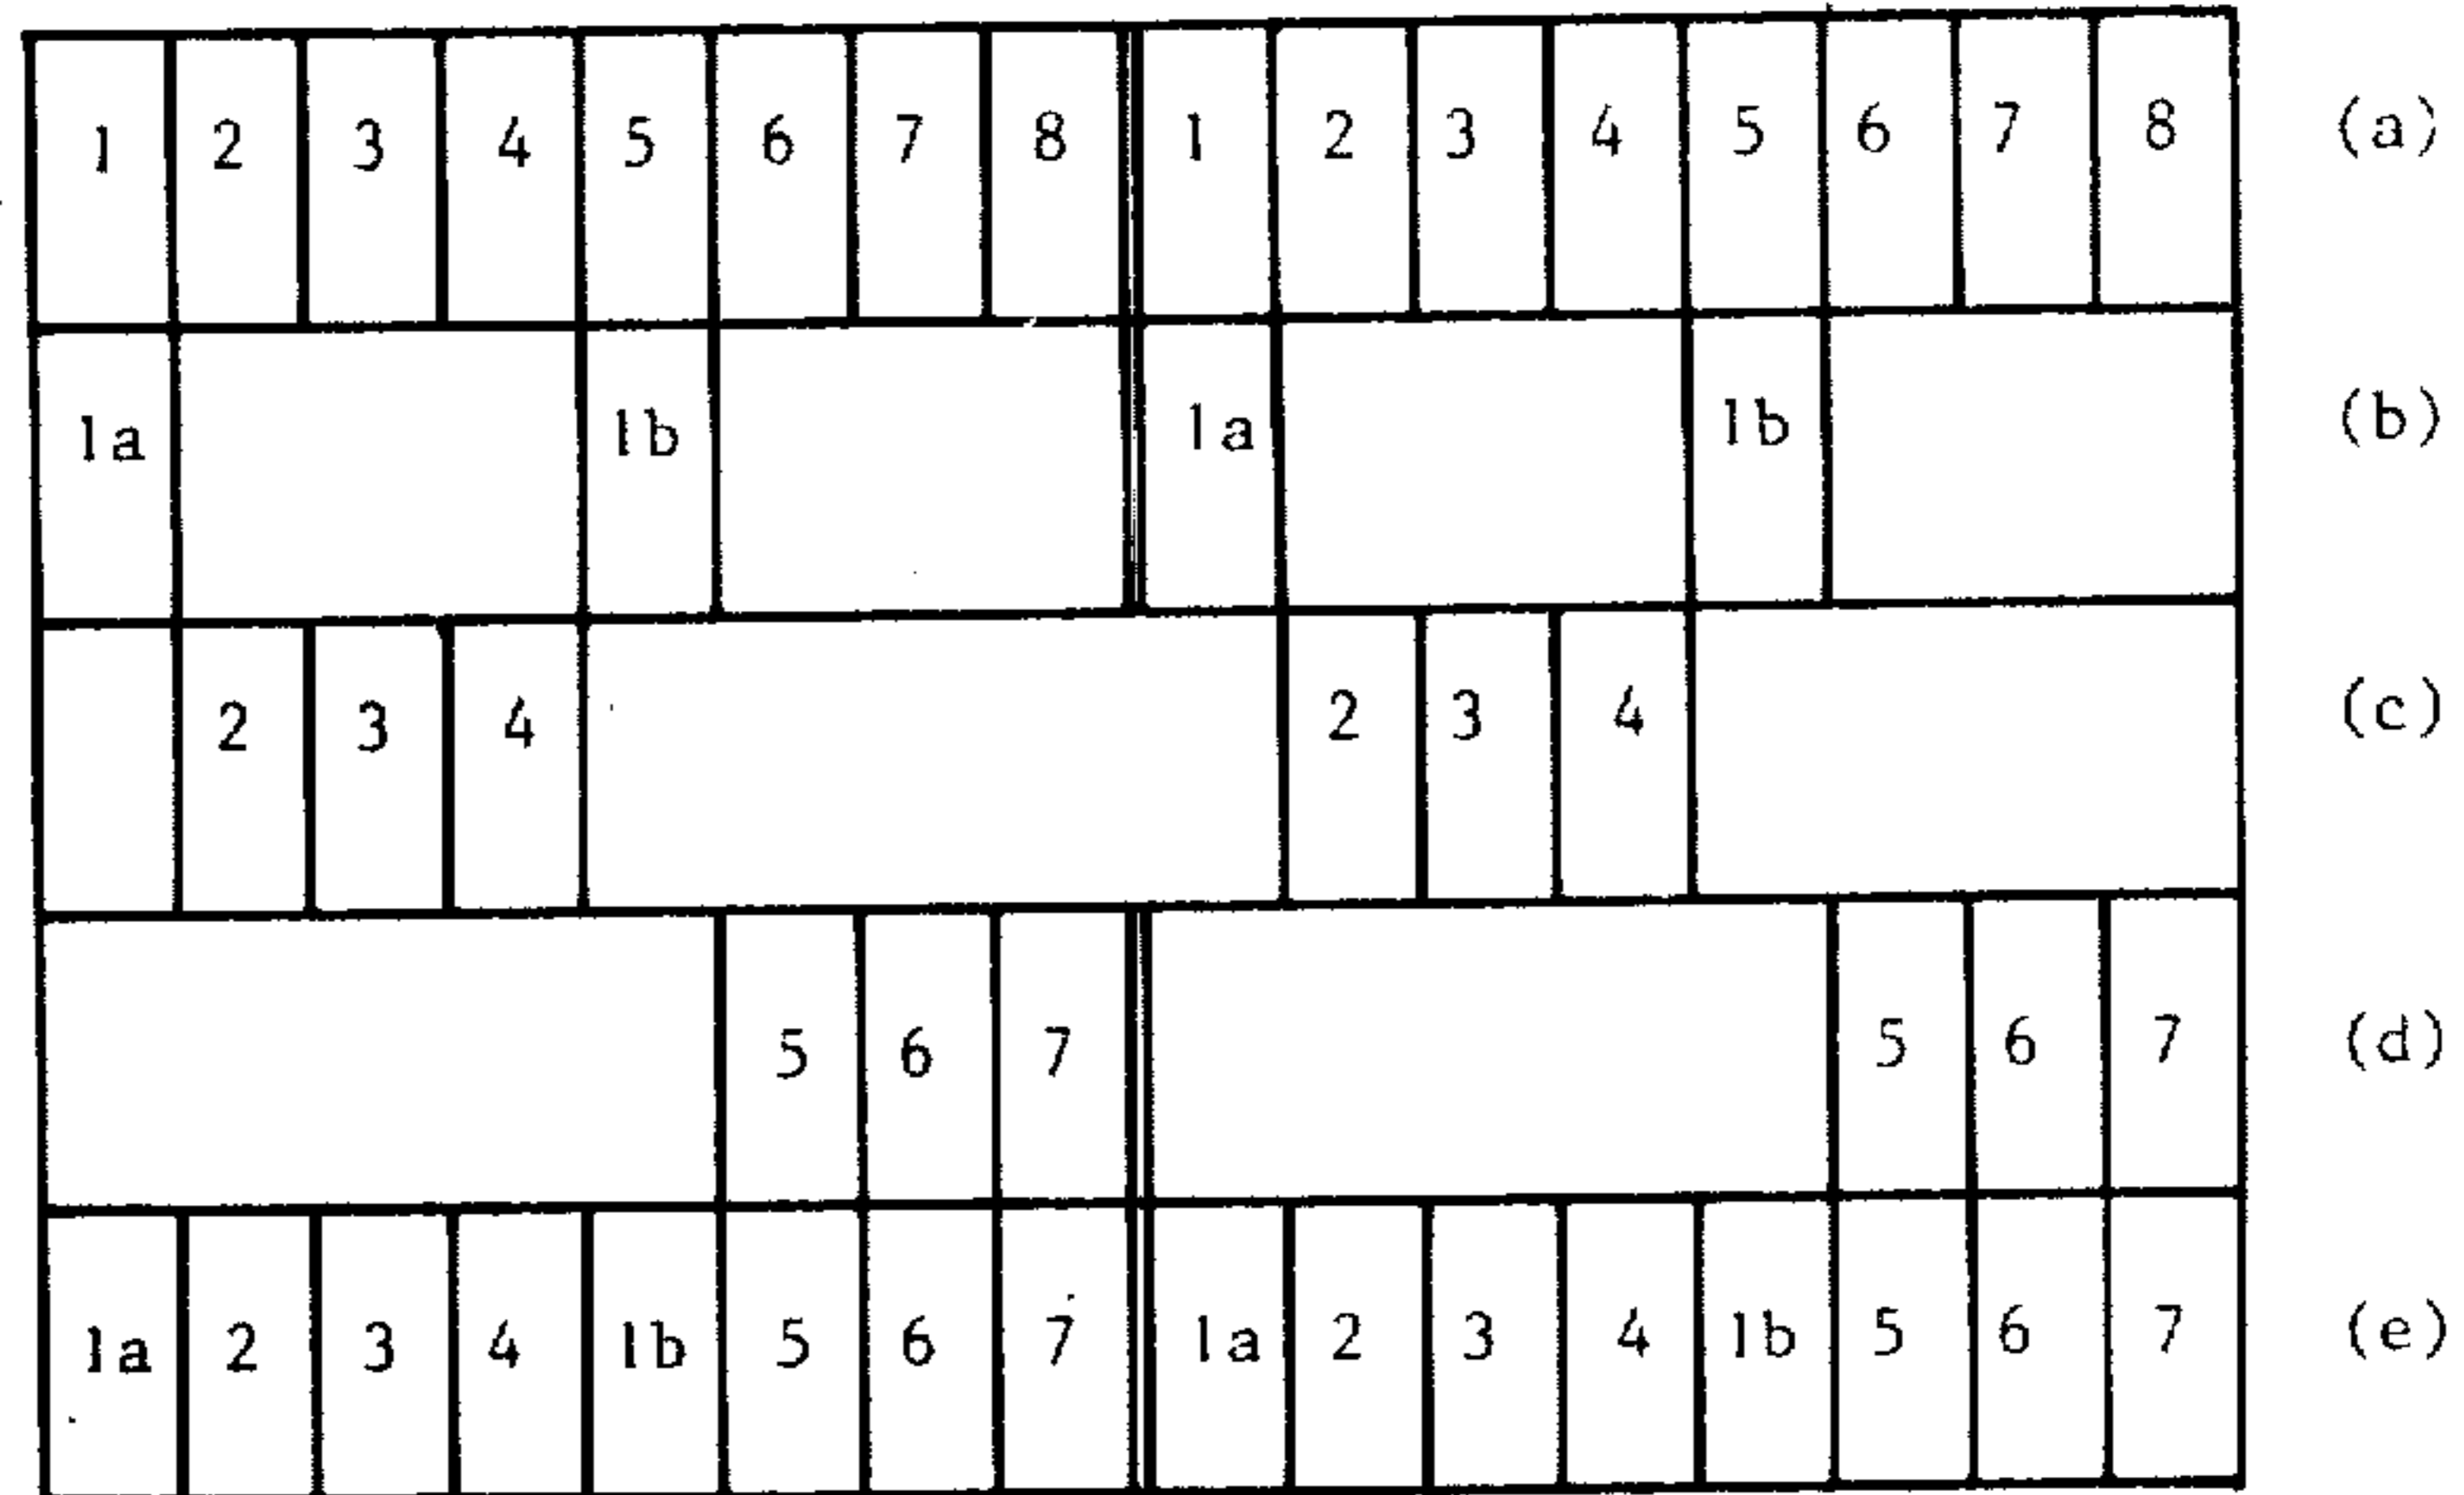 1 2 3 4 5 6 7 8 1 2 3 4 5 6 7 8 (a)
1a 1b 1a 1b (b)
2 3 4 2 3 4 (c)
5 6 7 5 6 7 (d)
1a 2 3 4 1b 5 6 7 1a 2 3 4 1b 5 6 7 (e)